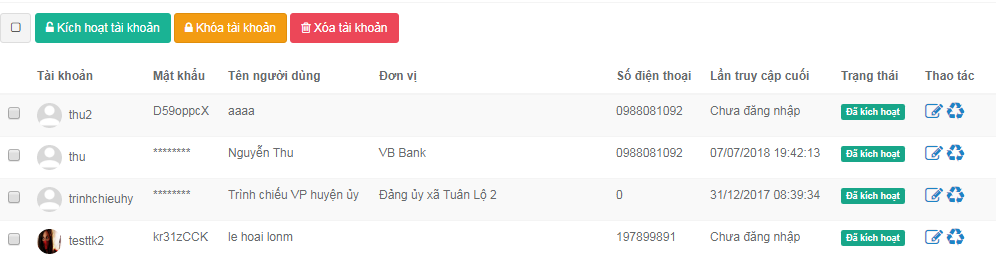 Kích hoạt tài khoản Khóa tài khoản Xóa tài khoản
Tài khoản Mật khẩu Tên người dùng Đơn vị Số điện thoại Lần truy cập cuối Trạng thái Thao tác
thu2 D59oppcX aaaa 0988081092 Chưa đăng nhập Đã kích hoạt
thu ******** Nguyễn Thu VB Bank 0988081092 07/07/2018 19:42:13 Đã kích hoạt
trinhchieuhy ******** Trình chiếu VP huyện ủy Đảng ủy xã Tuân Lộ 2 0 31/12/2017 08:39:34 Đã kích hoạt
testtk2 kr31zCCK le hoai lonm 197899891 Chưa đăng nhập Đã kích hoạt